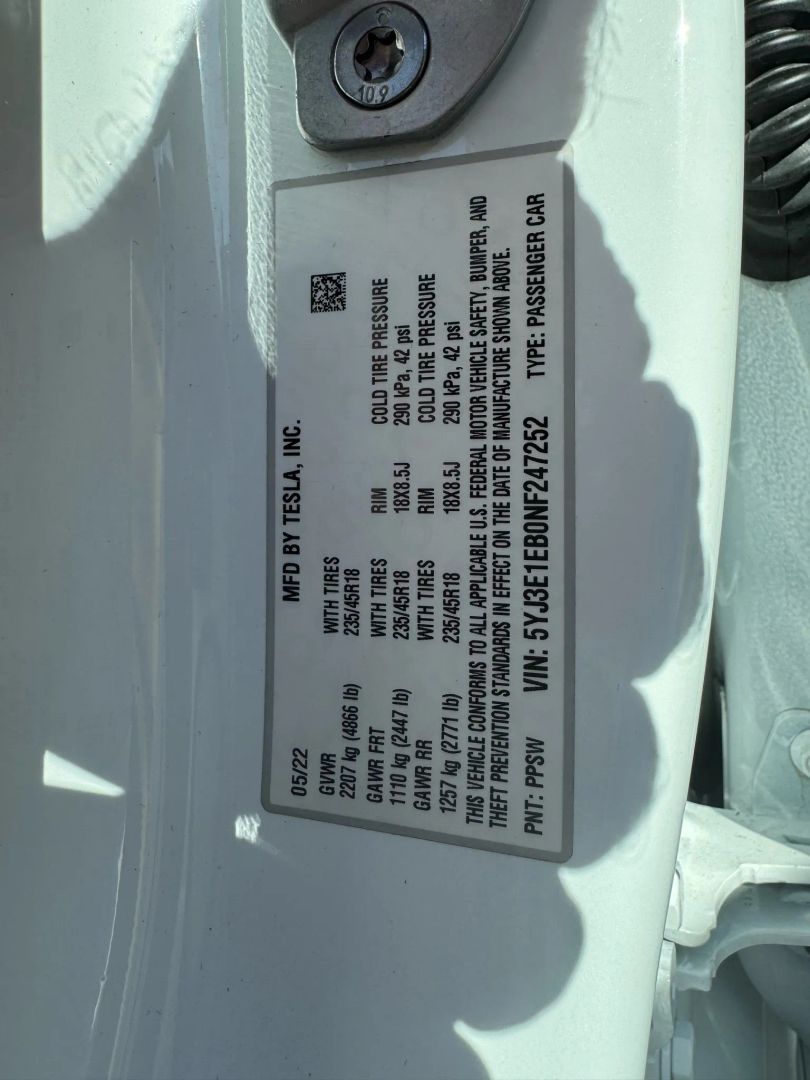 10.9
MFD BY TESLA, INC.
05/22
GVWR WITH TIRES
2207 kg (4866 lb) 235/45R18
GAWR FRT WITH TIRES RIM COLD TIRE PRESSURE
1110 kg (2447 lb) 235/45R18 18X8.5J 290 kPa, 42 psi
GAWR RR WITH TIRES RIM COLD TIRE PRESSURE
1257 kg (2771 lb) 235/45R18 18X8.5J 290 kPa, 42 psi
THIS VEHICLE CONFORMS TO ALL APPLICABLE U.S. FEDERAL MOTOR VEHICLE SAFETY, BUMPER, AND
THEFT PREVENTION STANDARDS IN EFFECT ON THE DATE OF MANUFACTURE SHOWN ABOVE.
PNT: PPSW VIN: 5YJ3E1EB0NF247252 TYPE: PASSENGER CAR